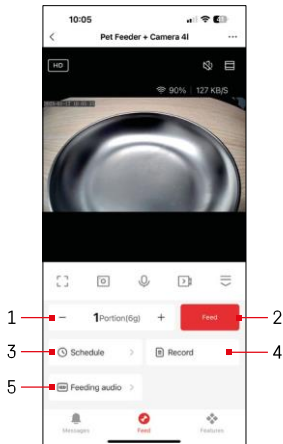 10:05
Pet Feeder + Camera 4l
HD
90% 127 KB/S
1 − 1 Portion(6g) + Feed 2
3 Schedule Record 4
5 Feeding audio
Messages Feed Features